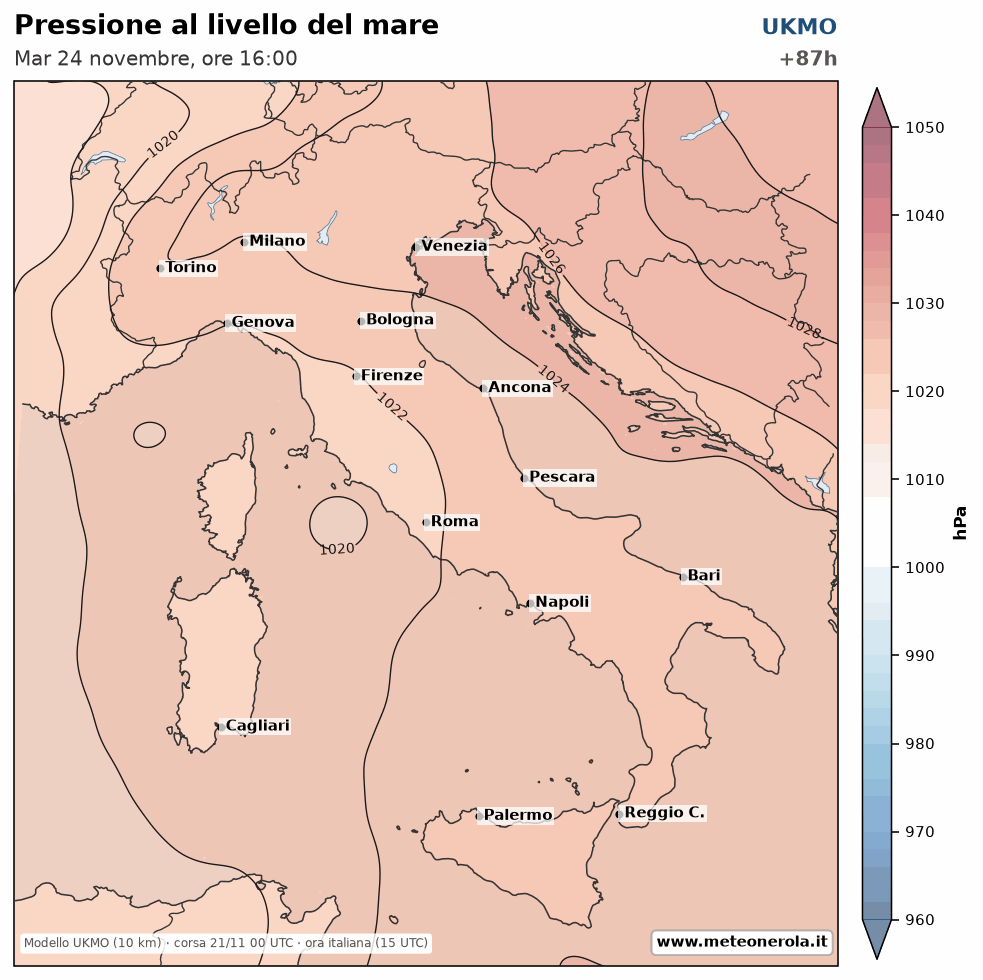 Pressione al livello del mare
UKMO
Mar 24 novembre, ore 16:00
+87h
1020
Milano
Venezia
Torino
1026
Genova
Bologna
1028
Firenze
1024
Ancona
1022
Pescara
Roma
1020
Bari
Napoli
Cagliari
Palermo
Reggio C.
Modello UKMO (10 km) · corsa 21/11 00 UTC · ora italiana (15 UTC)
www.meteonerola.it
1050
1040
1030
1020
1010
1000
990
980
970
960
hPa